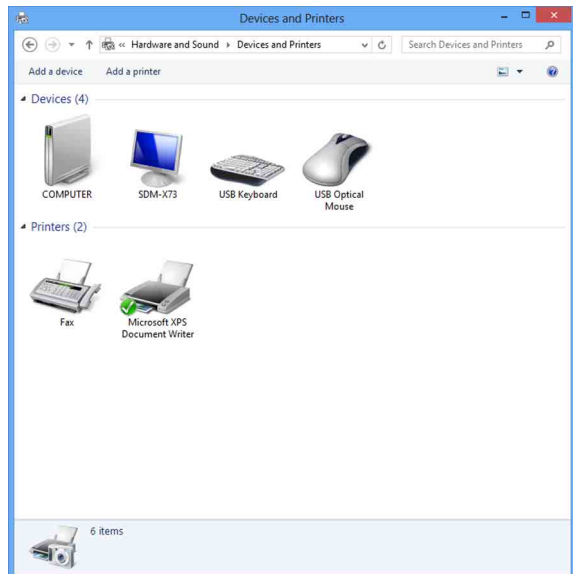 Devices and Printers
« Hardware and Sound ▸ Devices and Printers
Search Devices and Printers
Add a device Add a printer
Devices (4)
COMPUTER
SDM-X73
USB Keyboard
USB Optical
Mouse
Printers (2)
Fax
Microsoft XPS
Document Writer
6 items